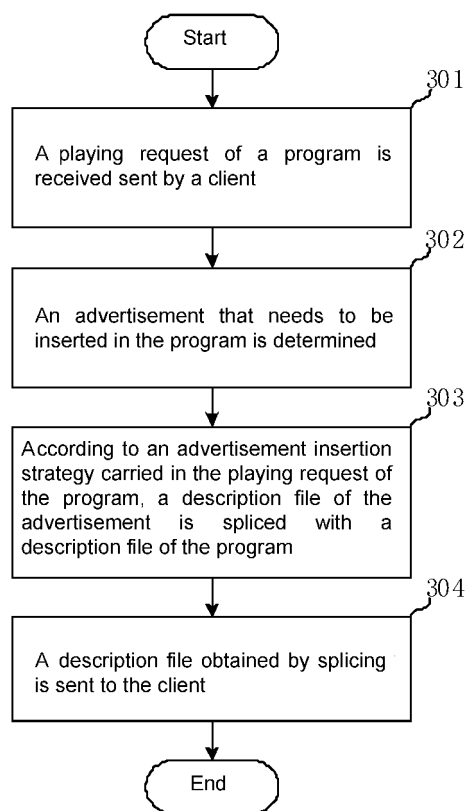 Start
301
A playing request of a program is
received sent by a client
302
An advertisement that needs to be
inserted in the program is determined
303
According to an advertisement insertion
strategy carried in the playing request of
the program, a description file of the
advertisement is spliced with a
description file of the program
304
A description file obtained by splicing
is sent to the client
End